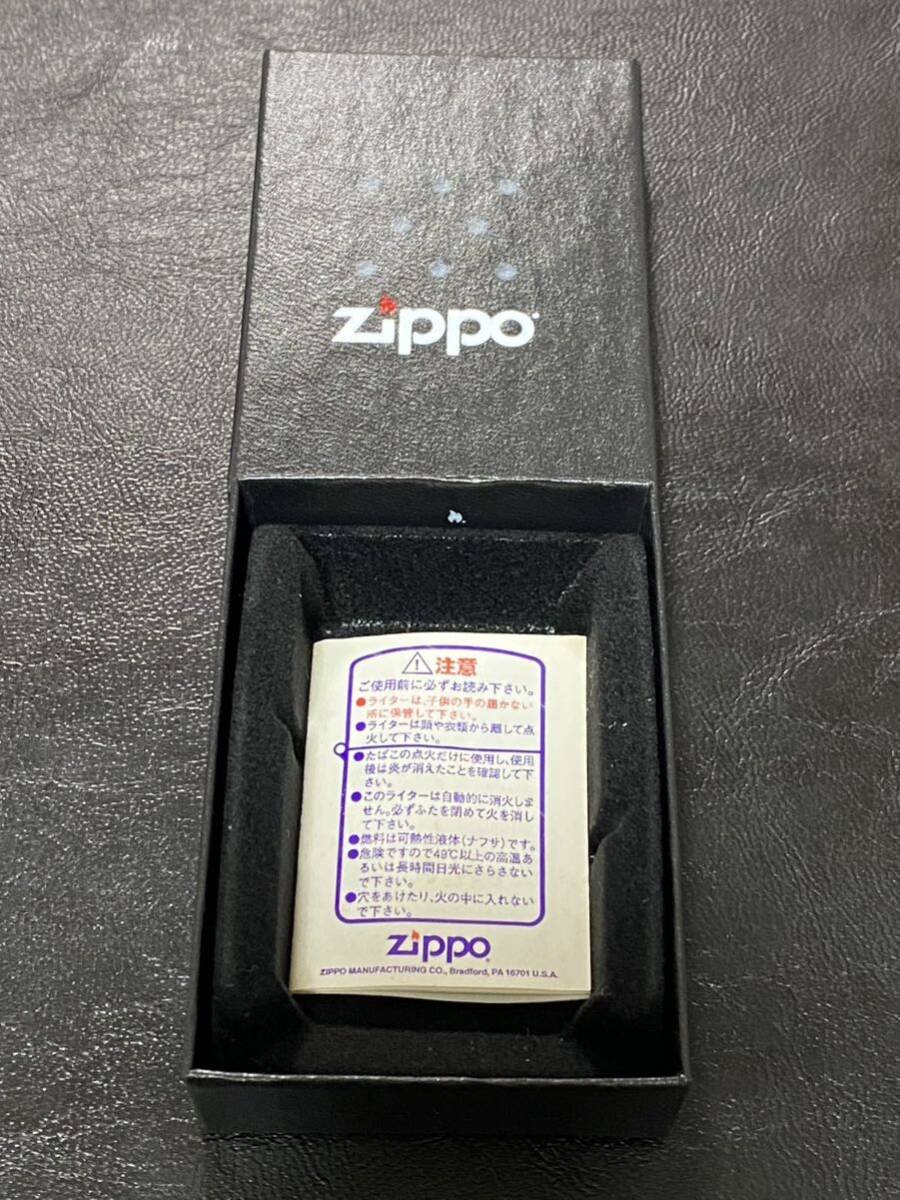 Zippo
⚠注意
ご使用前に必ずお読み下さい。
●ライターは、子供の手の届かない
所に保管して下さい。
●ライターは頭や衣類から離して点
火して下さい。
●たばこの点火だけに使用し、使用
後は炎が消えたことを確認して下
さい。
●このライターは自動的に消火しま
せん。必ずふたを閉めて火を消し
て下さい。
●燃料は可熱性液体(ナフサ)です。
●危険ですので49℃以上の高温あ
るいは長時間日光にさらさない
で下さい。
●穴をあけたり、火の中に入れない
で下さい。
Zippo
ZIPPO MANUFACTURING CO., Bradford, PA 16701 U.S.A.